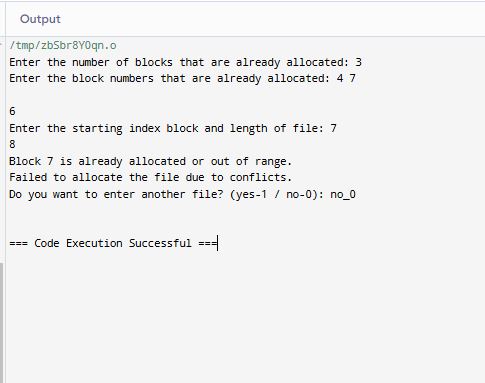 Output
/tmp/zbSbr8Y0qn.o
Enter the number of blocks that are already allocated: 3
Enter the block numbers that are already allocated: 4 7
6
Enter the starting index block and length of file: 7
8
Block 7 is already allocated or out of range.
Failed to allocate the file due to conflicts.
Do you want to enter another file? (yes-1 / no-0): no_0
=== Code Execution Successful ===